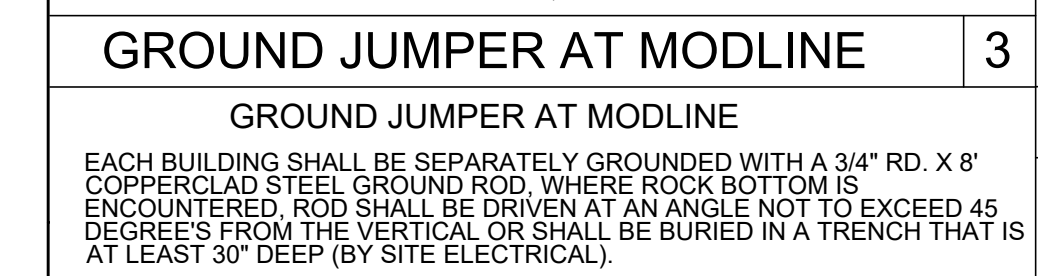 GROUND JUMPER AT MODLINE 3
GROUND JUMPER AT MODLINE
EACH BUILDING SHALL BE SEPARATELY GROUNDED WITH A 3/4" RD. X 8'
COPPERCLAD STEEL GROUND ROD, WHERE ROCK BOTTOM IS
ENCOUNTERED, ROD SHALL BE DRIVEN AT AN ANGLE NOT TO EXCEED 45
DEGREE'S FROM THE VERTICAL OR SHALL BE BURIED IN A TRENCH THAT IS
AT LEAST 30" DEEP (BY SITE ELECTRICAL).